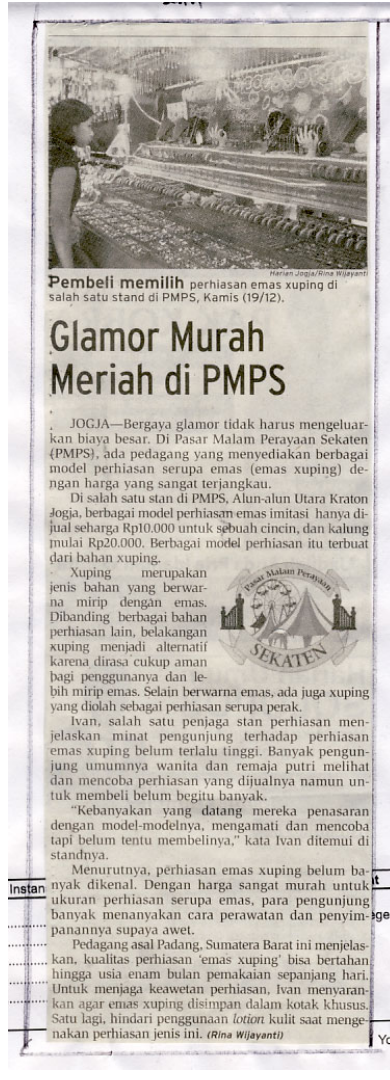 Harian Jogja/Rina Wijayanti
Pembeli memilih perhiasan emas xuping di
salah satu stand di PMPS, Kamis (19/12).
Glamor Murah
Meriah di PMPS
JOGJA—Bergaya glamor tidak harus mengeluar-
kan biaya besar. Di Pasar Malam Perayaan Sekaten
(PMPS), ada pedagang yang menyediakan berbagai
model perhiasan serupa emas (emas xuping) de-
ngan harga yang sangat terjangkau.
Di salah satu stan di PMPS, Alun-alun Utara Kraton
Jogja, berbagai model perhiasan emas imitasi hanya di-
jual seharga Rp10.000 untuk sebuah cincin, dan kalung
mulai Rp20.000. Berbagai model perhiasan itu terbuat
dari bahan xuping.
Xuping merupakan
jenis bahan yang berwar-
na mirip dengan emas.
Dibanding berbagai bahan
perhiasan lain, belakangan
xuping menjadi alternatif
karena dirasa cukup aman
bagi penggunanya dan le-
bih mirip emas. Selain berwarna emas, ada juga xuping
yang diolah sebagai perhiasan serupa perak.
Pasar Malam Perayaan
SEKATEN
Ivan, salah satu penjaga stan perhiasan men-
jelaskan minat pengunjung terhadap perhiasan
emas xuping belum terlalu tinggi. Banyak pengun-
jung umumnya wanita dan remaja putri melihat
dan mencoba perhiasan yang dijualnya namun un-
tuk membeli belum begitu banyak.
"Kebanyakan yang datang mereka penasaran
dengan model-modelnya, mengamati dan mencoba
tapi belum tentu membelinya," kata Ivan ditemui di
standnya.
Menurutnya, perhiasan emas xuping belum ba-
nyak dikenal. Dengan harga sangat murah untuk
ukuran perhiasan serupa emas, para pengunjung
banyak menanyakan cara perawatan dan penyim-
panannya supaya awet.
Pedagang asal Padang, Sumatera Barat ini menjelas-
kan, kualitas perhiasan 'emas xuping' bisa bertahan
hingga usia enam bulan pemakaian sepanjang hari.
Untuk menjaga keawetan perhiasan, Ivan menyaran-
kan agar emas xuping disimpan dalam kotak khusus.
Satu lagi, hindari penggunaan lotion kulit saat menge-
nakan perhiasan jenis ini. (Rina Wijayanti)
Instan